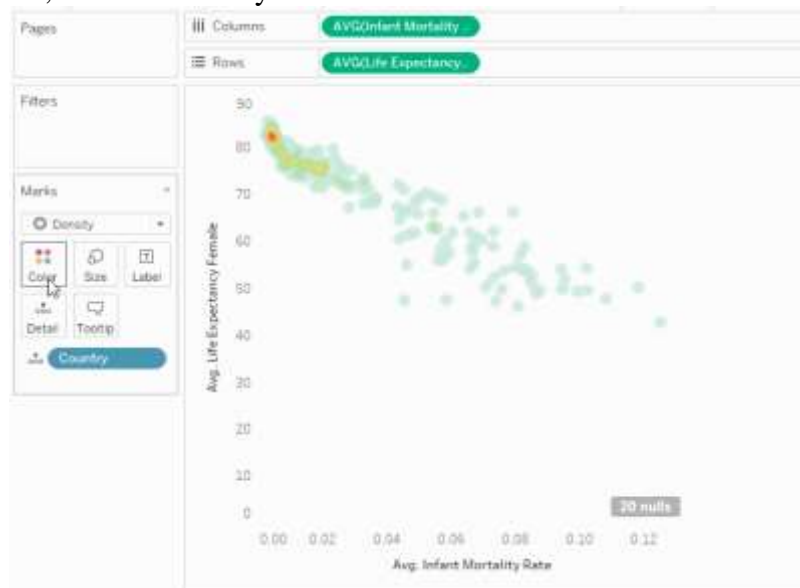 Pages
Columns
AVG(Infant Mortality
Rows
AVG(Life Expectancy..
Filters
Marks
Density
Color
Size
Label
Detail
Tooltip
Country
Avg. Life Expectancy Female
90
80
70
60
50
40
30
20
10
0
20 nulls
0.00 0.02 0.04 0.06 0.08 0.10 0.12
Avg. Infant Mortality Rate